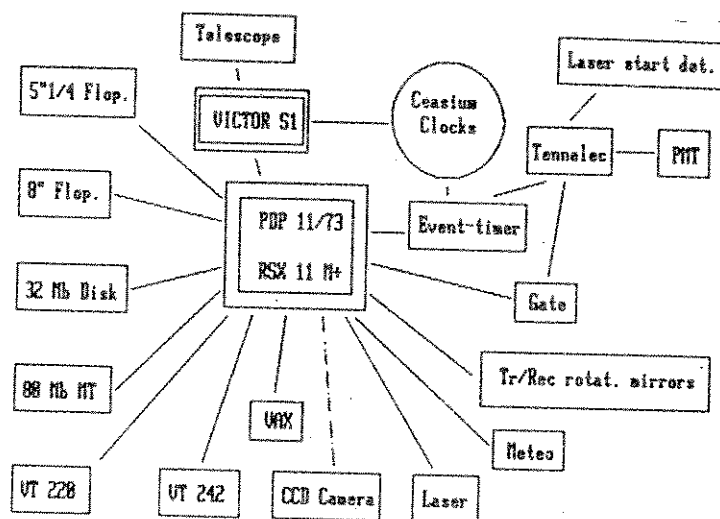 Telescope
Laser start det.
5"1/4 Flop.
VICTOR S1
Ceasium
Clocks
Tennelec
PMT
8" Flop.
PDP 11/73
Event-timer
RSX 11 M+
32 Mb Disk
Gate
Tr/Rec rotat. mirrors
80 Mb MT
VAX
Meteo
VT 220
VT 242
CCD Camera
Laser